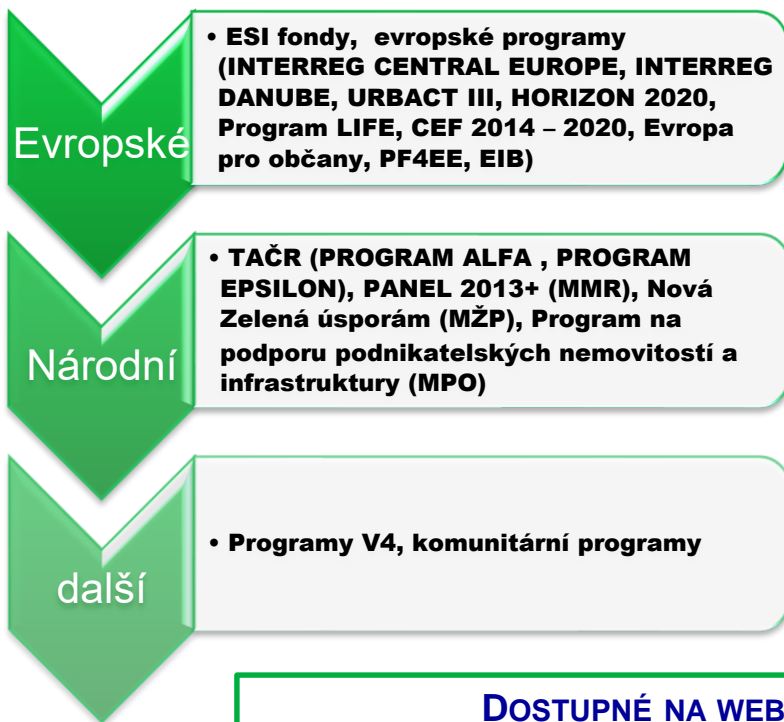 Evropské
• ESI fondy, evropské programy
(INTERREG CENTRAL EUROPE, INTERREG
DANUBE, URBACT III, HORIZON 2020,
Program LIFE, CEF 2014 – 2020, Evropa
pro občany, PF4EE, EIB)
Národní
• TAČR (PROGRAM ALFA , PROGRAM
EPSILON), PANEL 2013+ (MMR), Nová
Zelená úsporám (MŽP), Program na
podporu podnikatelských nemovitostí a
infrastruktury (MPO)
další
• Programy V4, komunitární programy
DOSTUPNÉ NA WEB